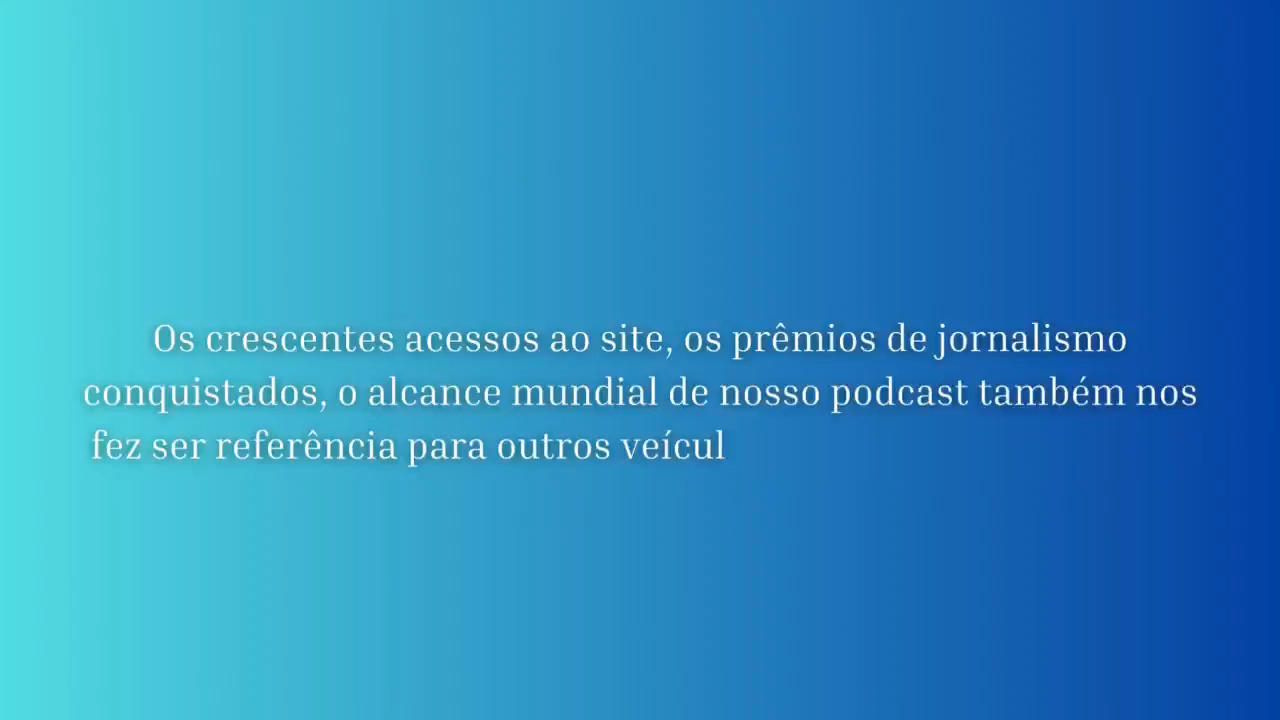 Os crescentes acessos ao site, os prêmios de jornalismo
conquistados, o alcance mundial de nosso podcast também nos
fez ser referência para outros veícul